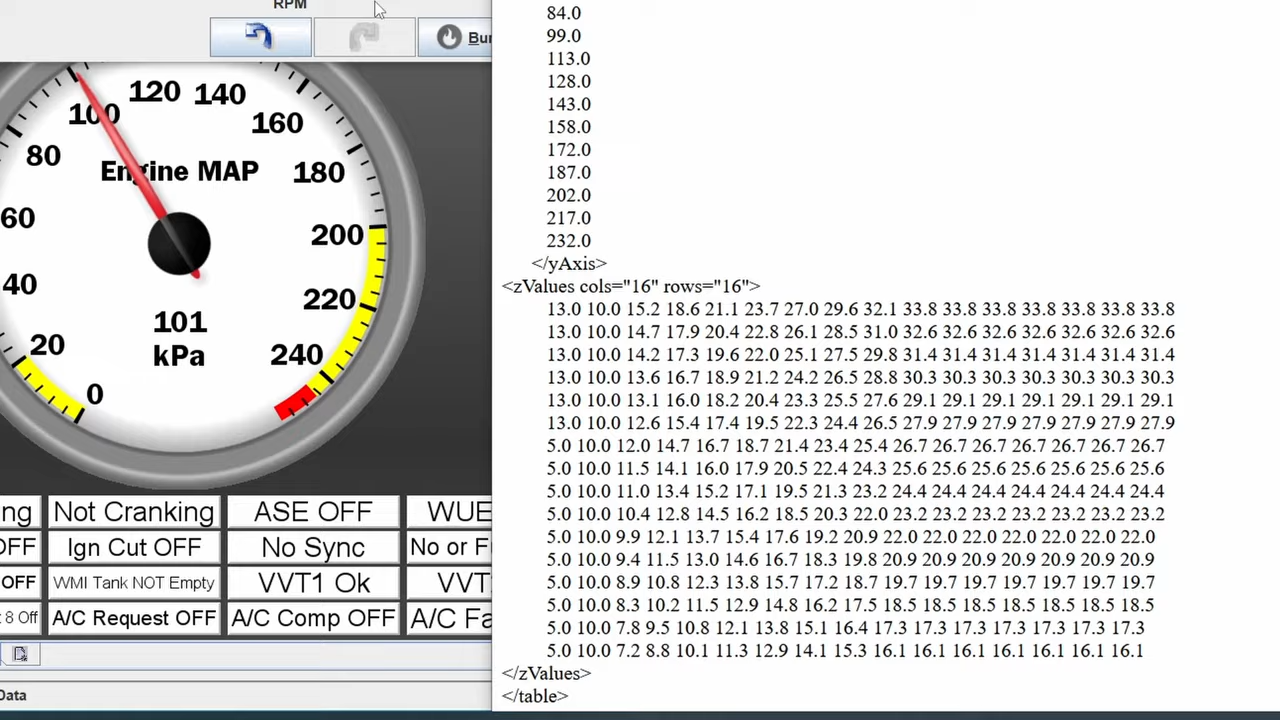 RPM
Bur
120
140
100
160
80
Engine MAP
180
60
200
40
220
101
kPa
20
240
0
ng
Not Cranking
ASE OFF
WUE
OFF
Ign Cut OFF
No Sync
No or Fu
OFF
WMI Tank NOT Empty
VVT1 Ok
VVT
8 Off
A/C Request OFF
A/C Comp OFF
A/C Fa
Data
84.0
99.0
113.0
128.0
143.0
158.0
172.0
187.0
202.0
217.0
232.0
</yAxis>
<zValues cols="16" rows="16">
13.0 10.0 15.2 18.6 21.1 23.7 27.0 29.6 32.1 33.8 33.8 33.8 33.8 33.8 33.8 33.8
13.0 10.0 14.7 17.9 20.4 22.8 26.1 28.5 31.0 32.6 32.6 32.6 32.6 32.6 32.6 32.6
13.0 10.0 14.2 17.3 19.6 22.0 25.1 27.5 29.8 31.4 31.4 31.4 31.4 31.4 31.4 31.4
13.0 10.0 13.6 16.7 18.9 21.2 24.2 26.5 28.8 30.3 30.3 30.3 30.3 30.3 30.3 30.3
13.0 10.0 13.1 16.0 18.2 20.4 23.3 25.5 27.6 29.1 29.1 29.1 29.1 29.1 29.1 29.1
13.0 10.0 12.6 15.4 17.4 19.5 22.3 24.4 26.5 27.9 27.9 27.9 27.9 27.9 27.9 27.9
5.0 10.0 12.0 14.7 16.7 18.7 21.4 23.4 25.4 26.7 26.7 26.7 26.7 26.7 26.7 26.7
5.0 10.0 11.5 14.1 16.0 17.9 20.5 22.4 24.3 25.6 25.6 25.6 25.6 25.6 25.6 25.6
5.0 10.0 11.0 13.4 15.2 17.1 19.5 21.3 23.2 24.4 24.4 24.4 24.4 24.4 24.4 24.4
5.0 10.0 10.4 12.8 14.5 16.2 18.5 20.3 22.0 23.2 23.2 23.2 23.2 23.2 23.2 23.2
5.0 10.0 9.9 12.1 13.7 15.4 17.6 19.2 20.9 22.0 22.0 22.0 22.0 22.0 22.0 22.0
5.0 10.0 9.4 11.5 13.0 14.6 16.7 18.3 19.8 20.9 20.9 20.9 20.9 20.9 20.9 20.9
5.0 10.0 8.9 10.8 12.3 13.8 15.7 17.2 18.7 19.7 19.7 19.7 19.7 19.7 19.7 19.7
5.0 10.0 8.3 10.2 11.5 12.9 14.8 16.2 17.5 18.5 18.5 18.5 18.5 18.5 18.5 18.5
5.0 10.0 7.8 9.5 10.8 12.1 13.8 15.1 16.4 17.3 17.3 17.3 17.3 17.3 17.3 17.3
5.0 10.0 7.2 8.8 10.1 11.3 12.9 14.1 15.3 16.1 16.1 16.1 16.1 16.1 16.1 16.1
</zValues>
</table>